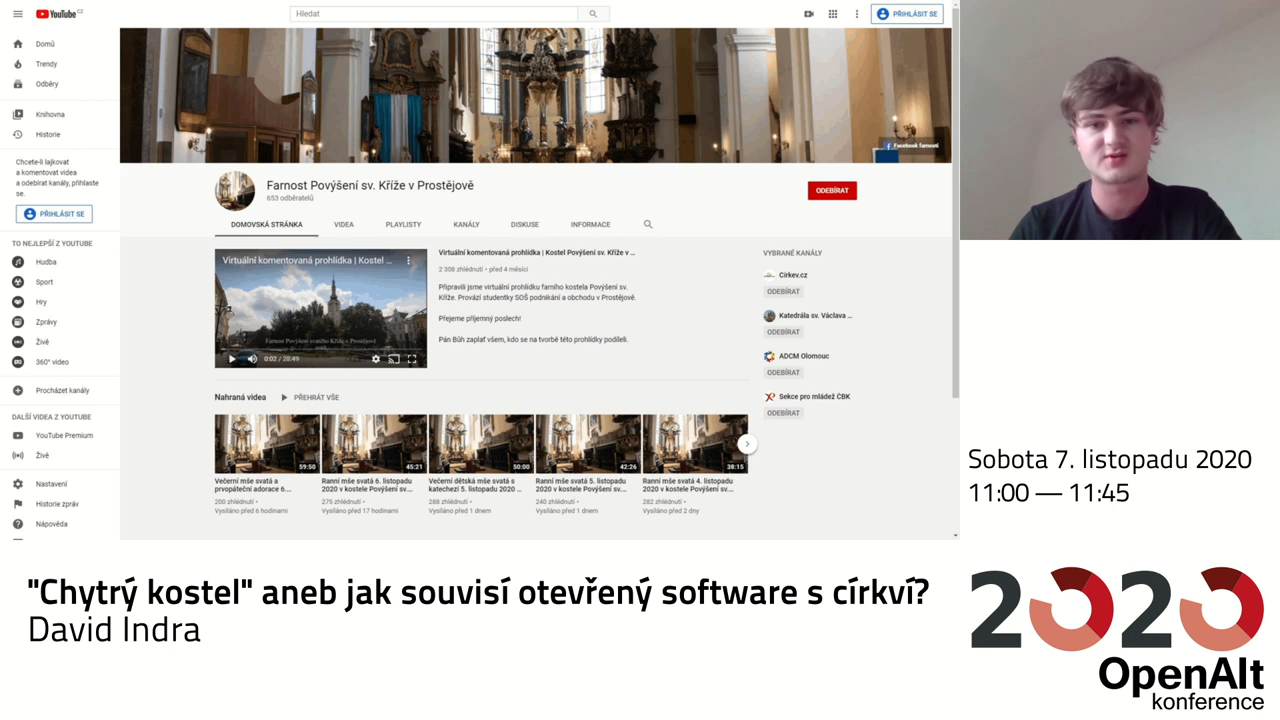 YouTube CZ
Hledat
PŘIHLÁSIT SE
Domů
Trendy
Odběry
Knihovna
Historie
Chcete-li lajkovat
a komentovat videa
a odebírat kanály, přihlaste
se.
PŘIHLÁSIT SE
TO NEJLEPŠÍ Z YOUTUBE
Hudba
Sport
Hry
Zprávy
Živě
360° video
Procházet kanály
DALŠÍ VIDEA Z YOUTUBE
YouTube Premium
Živě
Nastavení
Historie zpráv
Nápověda
Facebook farnosti
Farnost Povýšení sv. Kříže v Prostějově
653 odběratelů
ODEBÍRAT
DOMOVSKÁ STRÁNKA VIDEA PLAYLISTY KANÁLY DISKUSE INFORMACE
Virtuální komentovaná prohlídka | Kostel ...
Farnost Povýšení svatého Kříže v Prostějově
0:02 / 28:49
Virtuální komentovaná prohlídka | Kostel Povýšení sv. Kříže v ...
2 308 zhlédnutí • před 4 měsíci
Připravili jsme virtuální prohlídku farního kostela Povýšení sv.
Kříže. Provází studentky SOŠ podnikání a obchodu v Prostějově.
Přejeme příjemný poslech!
Pán Bůh zaplať všem, kdo se na tvorbě této prohlídky podíleli.
VYBRANÉ KANÁLY
Církev.cz
ODEBÍRAT
Katedrála sv. Václava ...
ODEBÍRAT
ADCM Olomouc
ODEBÍRAT
Sekce pro mládež ČBK
ODEBÍRAT
Nahraná videa PŘEHRÁT VŠE
59:50
Večerní mše svatá a
prvopáteční adorace 6....
200 zhlédnutí •
Vysíláno před 6 hodinami
45:21
Ranní mše svatá 6. listopadu
2020 v kostele Povýšení sv....
275 zhlédnutí •
Vysíláno před 17 hodinami
50:00
Večerní dětská mše svatá s
katechezí 5. listopadu 2020 ...
288 zhlédnutí •
Vysíláno před 1 dnem
42:26
Ranní mše svatá 5. listopadu
2020 v kostele Povýšení sv....
240 zhlédnutí •
Vysíláno před 1 dnem
38:15
Ranní mše svatá 4. listopadu
2020 v kostele Povýšení sv....
282 zhlédnutí •
Vysíláno před 2 dny
Sobota 7. listopadu 2020
11:00 — 11:45
"Chytrý kostel" aneb jak souvisí otevřený software s církví?
David Indra
2020
OpenAlt
konference